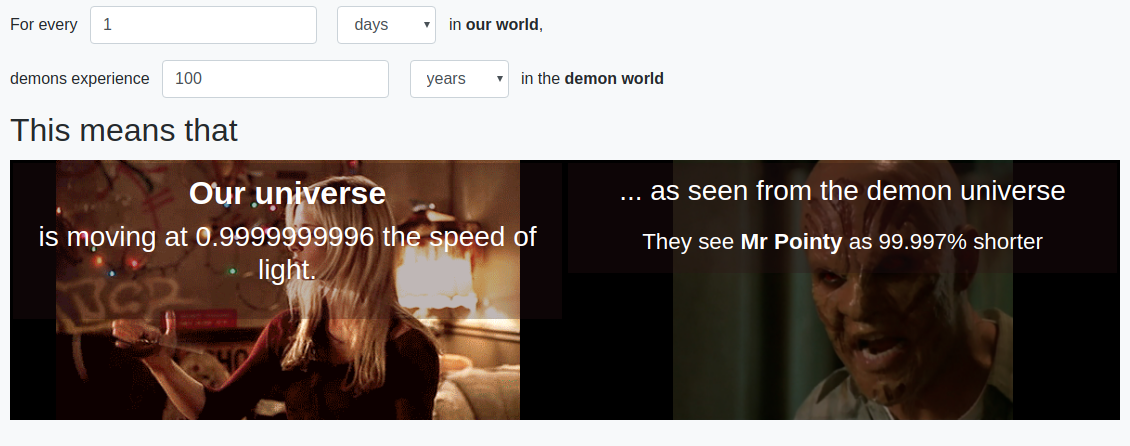 For every 1 days in our world,
demons experience 100 years in the demon world
This means that
Our universe
is moving at 0.9999999996 the speed of
light.
... as seen from the demon universe
They see Mr Pointy as 99.997% shorter